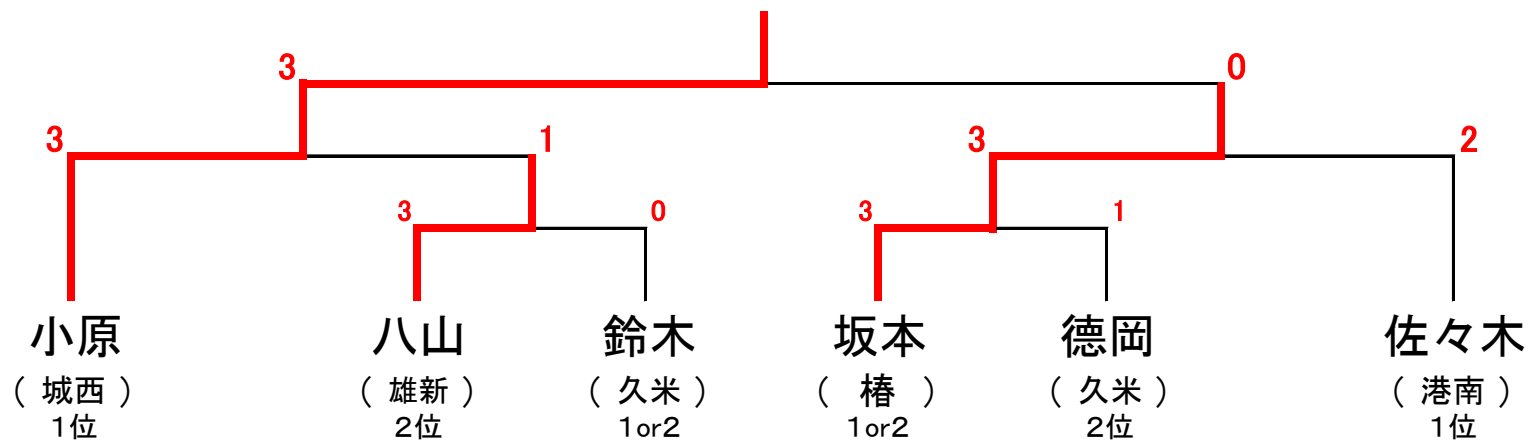 3 0
3 1 3 2
3 0 3 1
小原 八山 鈴木 坂本 德岡 佐々木
( 城西 ) ( 雄新 ) ( 久米 ) ( 椿 ) ( 久米 ) ( 港南 )
1位 2位 1or2 1or2 2位 1位